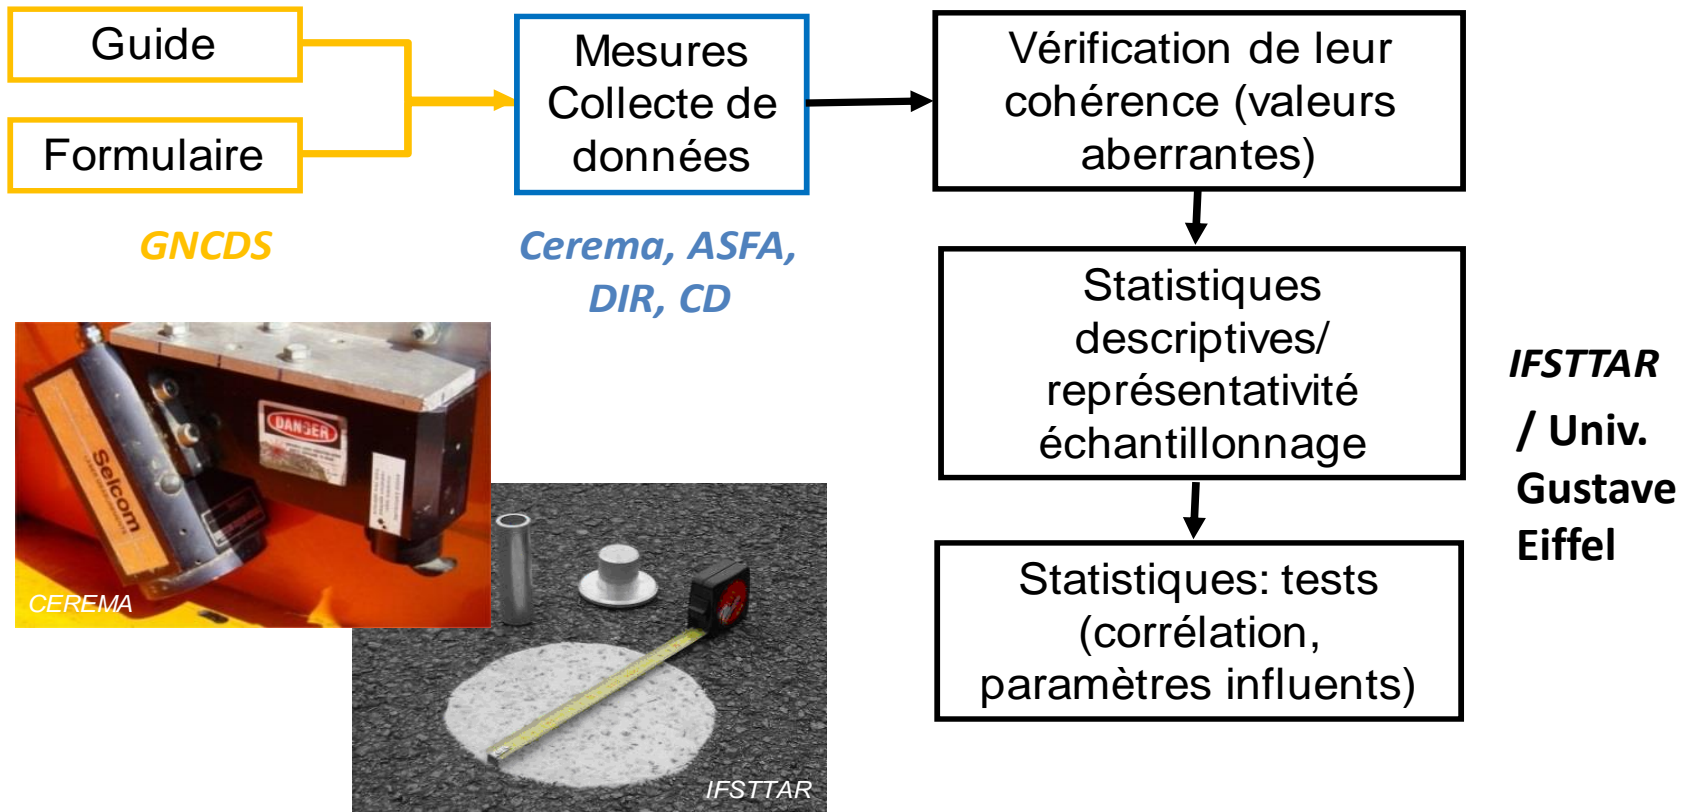 Guide
Formulaire
GNCDS
Mesures
Collecte de
données
Cerema, ASFA,
DIR, CD
Vérification de leur
cohérence (valeurs
aberrantes)
Statistiques
descriptives/
représentativité
échantillonnage
Statistiques: tests
(corrélation,
paramètres influents)
IFSTTAR
/ Univ.
Gustave
Eiffel
DANGER
Selcom
CEREMA
IFSTTAR